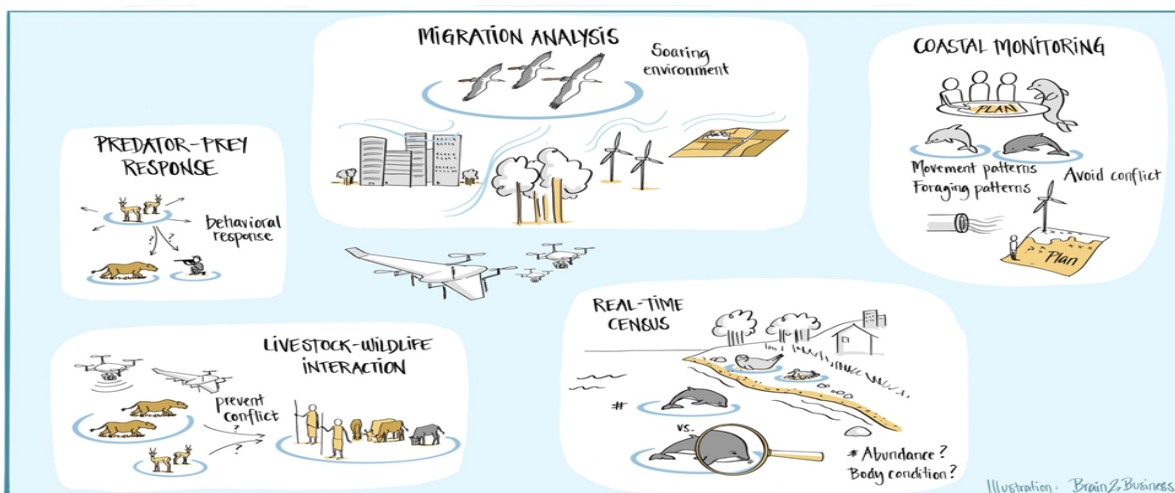 MIGRATION ANALYSIS
Soaring
environment
COASTAL MONITORING
PLAN
Movement patterns
Foraging patterns
Avoid conflict
Plan
PREDATOR-PREY
RESPONSE
behavioral
response
? ?
LIVESTOCK-WILDLIFE
INTERACTION
prevent
conflict
?
?
REAL-TIME
CENSUS
#
vs.
# Abundance?
Body condition?
Illustration. Brain2Business